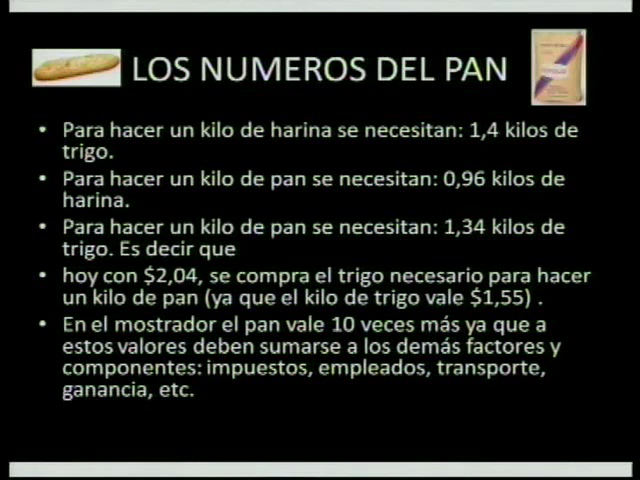 LOS NUMEROS DEL PAN
• Para hacer un kilo de harina se necesitan: 1,4 kilos de
trigo.
• Para hacer un kilo de pan se necesitan: 0,96 kilos de
harina.
• Para hacer un kilo de pan se necesitan: 1,34 kilos de
trigo. Es decir que
• hoy con $2,04, se compra el trigo necesario para hacer
un kilo de pan (ya que el kilo de trigo vale $1,55) .
• En el mostrador el pan vale 10 veces más ya que a
estos valores deben sumarse a los demás factores y
componentes: impuestos, empleados, transporte,
ganancia, etc.